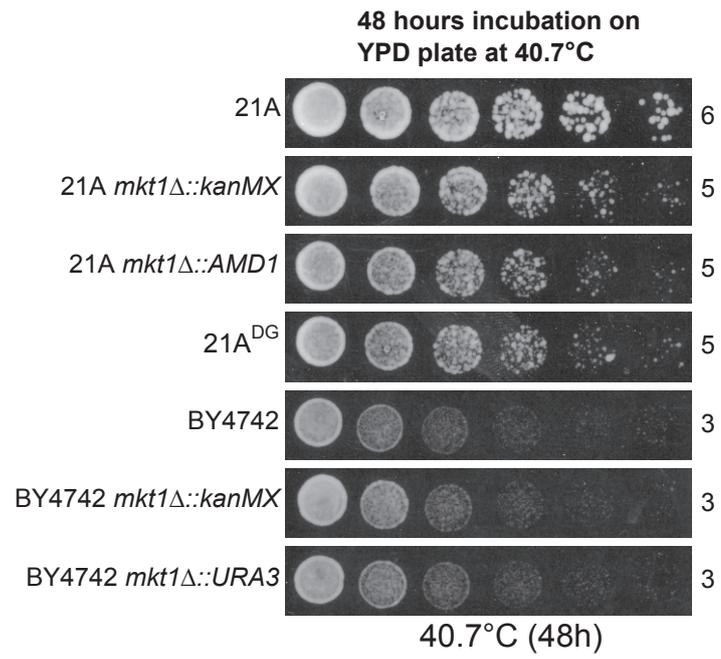 48 hours incubation on
YPD plate at 40.7°C
21A 6
21A mkt1Δ::kanMX 5
21A mkt1Δ::AMD1 5
21A^DG 5
BY4742 3
BY4742 mkt1Δ::kanMX 3
BY4742 mkt1Δ::URA3 3
40.7°C (48h)